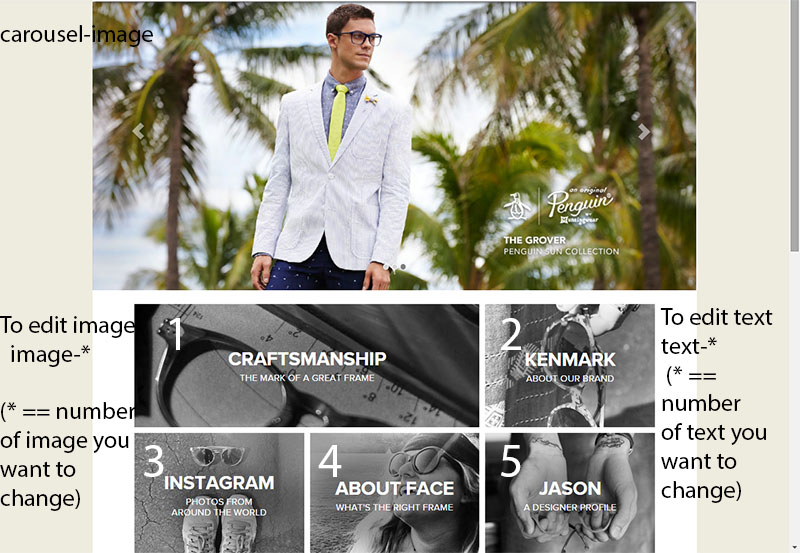 carousel-image
an original
Penguin®
BY
Munsingwear
THE GROVER
PENGUIN SUN COLLECTION
To edit image
image-*
(* == number
of image you
want to
change)
1
CRAFTSMANSHIP
THE MARK OF A GREAT FRAME
2
KENMARK
ABOUT OUR BRAND
To edit text
text-*
(* ==
number
of text you
want to
change)
3
INSTAGRAM
PHOTOS FROM
AROUND THE WORLD
4
ABOUT FACE
WHAT'S THE RIGHT FRAME
5
JASON
A DESIGNER PROFILE